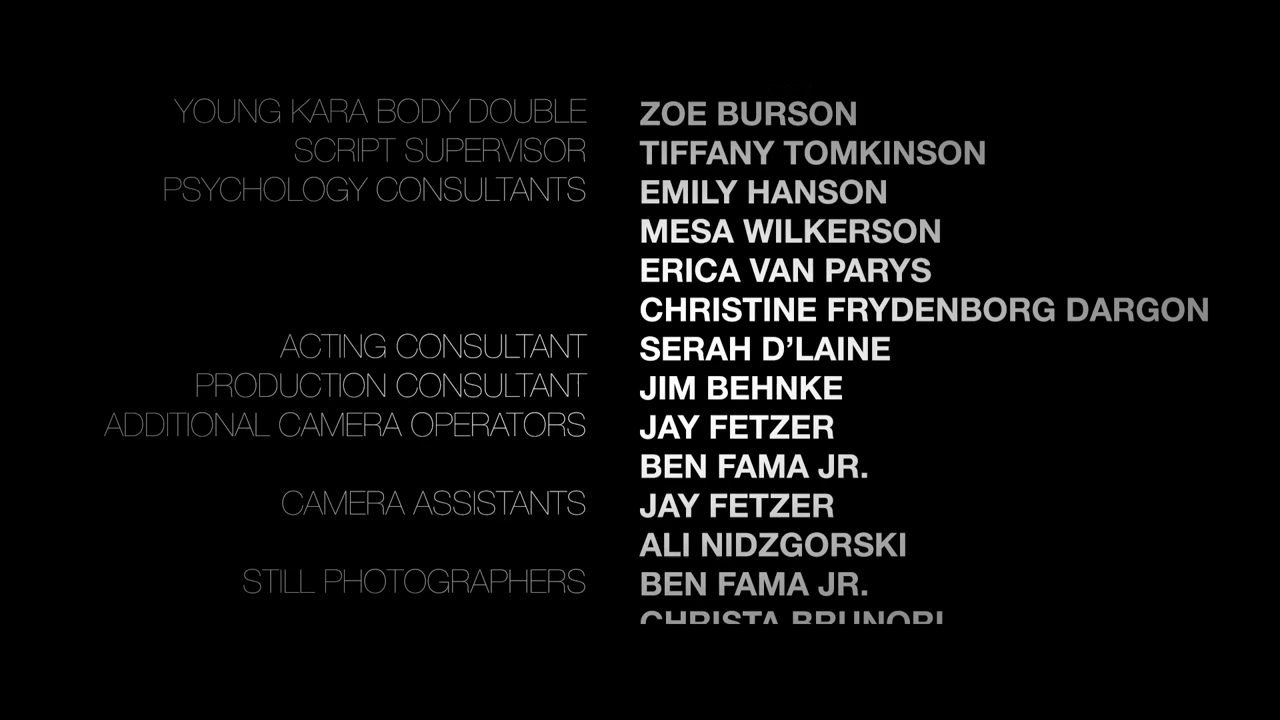 YOUNG KARA BODY DOUBLE ZOE BURSON
SCRIPT SUPERVISOR TIFFANY TOMKINSON
PSYCHOLOGY CONSULTANTS EMILY HANSON
MESA WILKERSON
ERICA VAN PARYS
CHRISTINE FRYDENBORG DARGON
ACTING CONSULTANT SERAH D’LAINE
PRODUCTION CONSULTANT JIM BEHNKE
ADDITIONAL CAMERA OPERATORS JAY FETZER
BEN FAMA JR.
CAMERA ASSISTANTS JAY FETZER
ALI NIDZGORSKI
STILL PHOTOGRAPHERS BEN FAMA JR.
CHRISTA BRUNORI